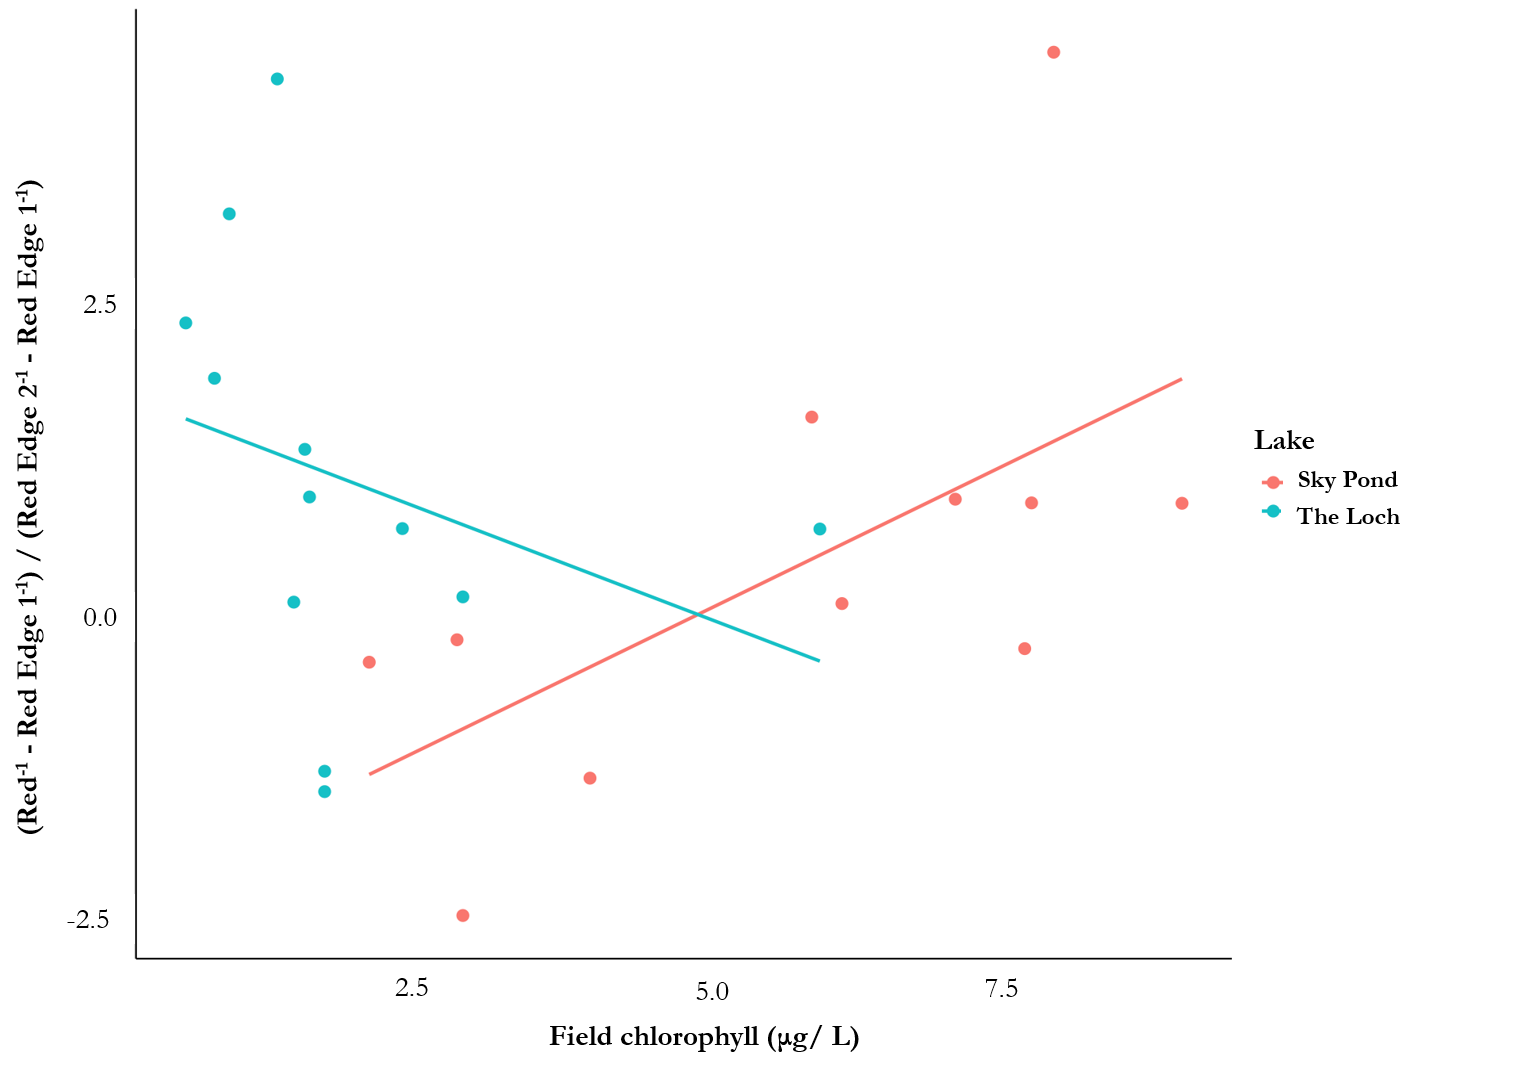 (Red⁻¹ - Red Edge 1⁻¹) / (Red Edge 2⁻¹ - Red Edge 1⁻¹)
2.5
0.0
-2.5
2.5
5.0
7.5
Field chlorophyll (µg/ L)
Lake
Sky Pond
The Loch